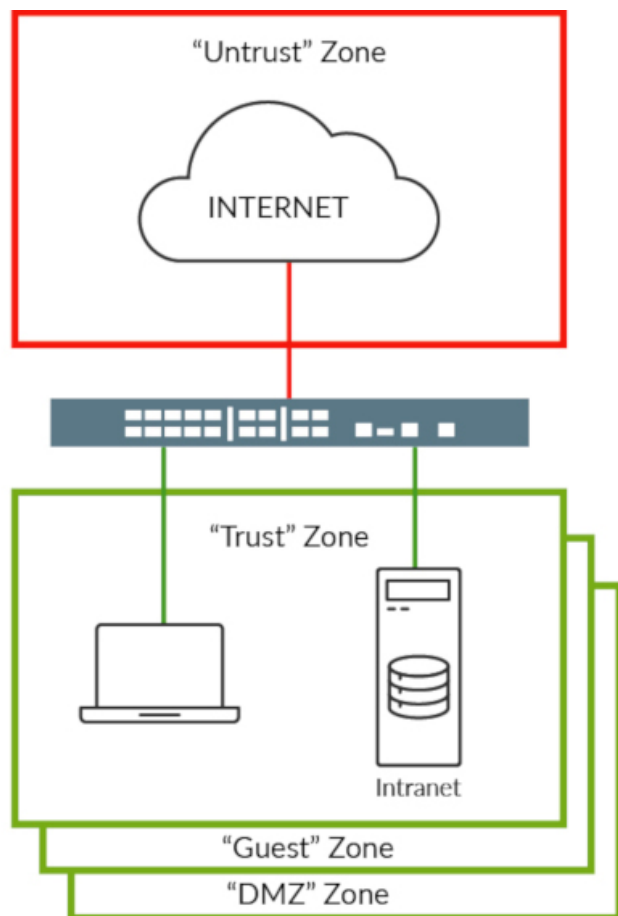 “Untrust” Zone
INTERNET
“Trust” Zone
Intranet
“Guest” Zone
“DMZ” Zone